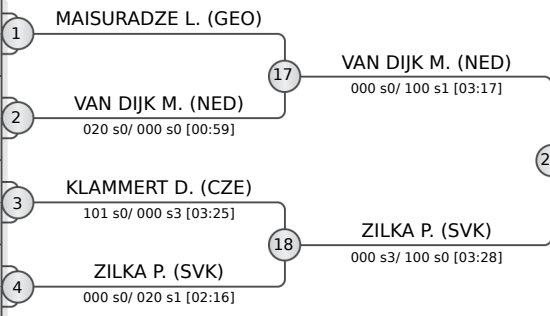 MAISURADZE L. (GEO)
1
17
VAN DIJK M. (NED)
000 s0/ 100 s1 [03:17]
VAN DIJK M. (NED)
2
020 s0/ 000 s0 [00:59]
2
KLAMMERT D. (CZE)
3
101 s0/ 000 s3 [03:25]
18
ZILKA P. (SVK)
000 s3/ 100 s0 [03:28]
ZILKA P. (SVK)
4
000 s0/ 020 s1 [02:16]